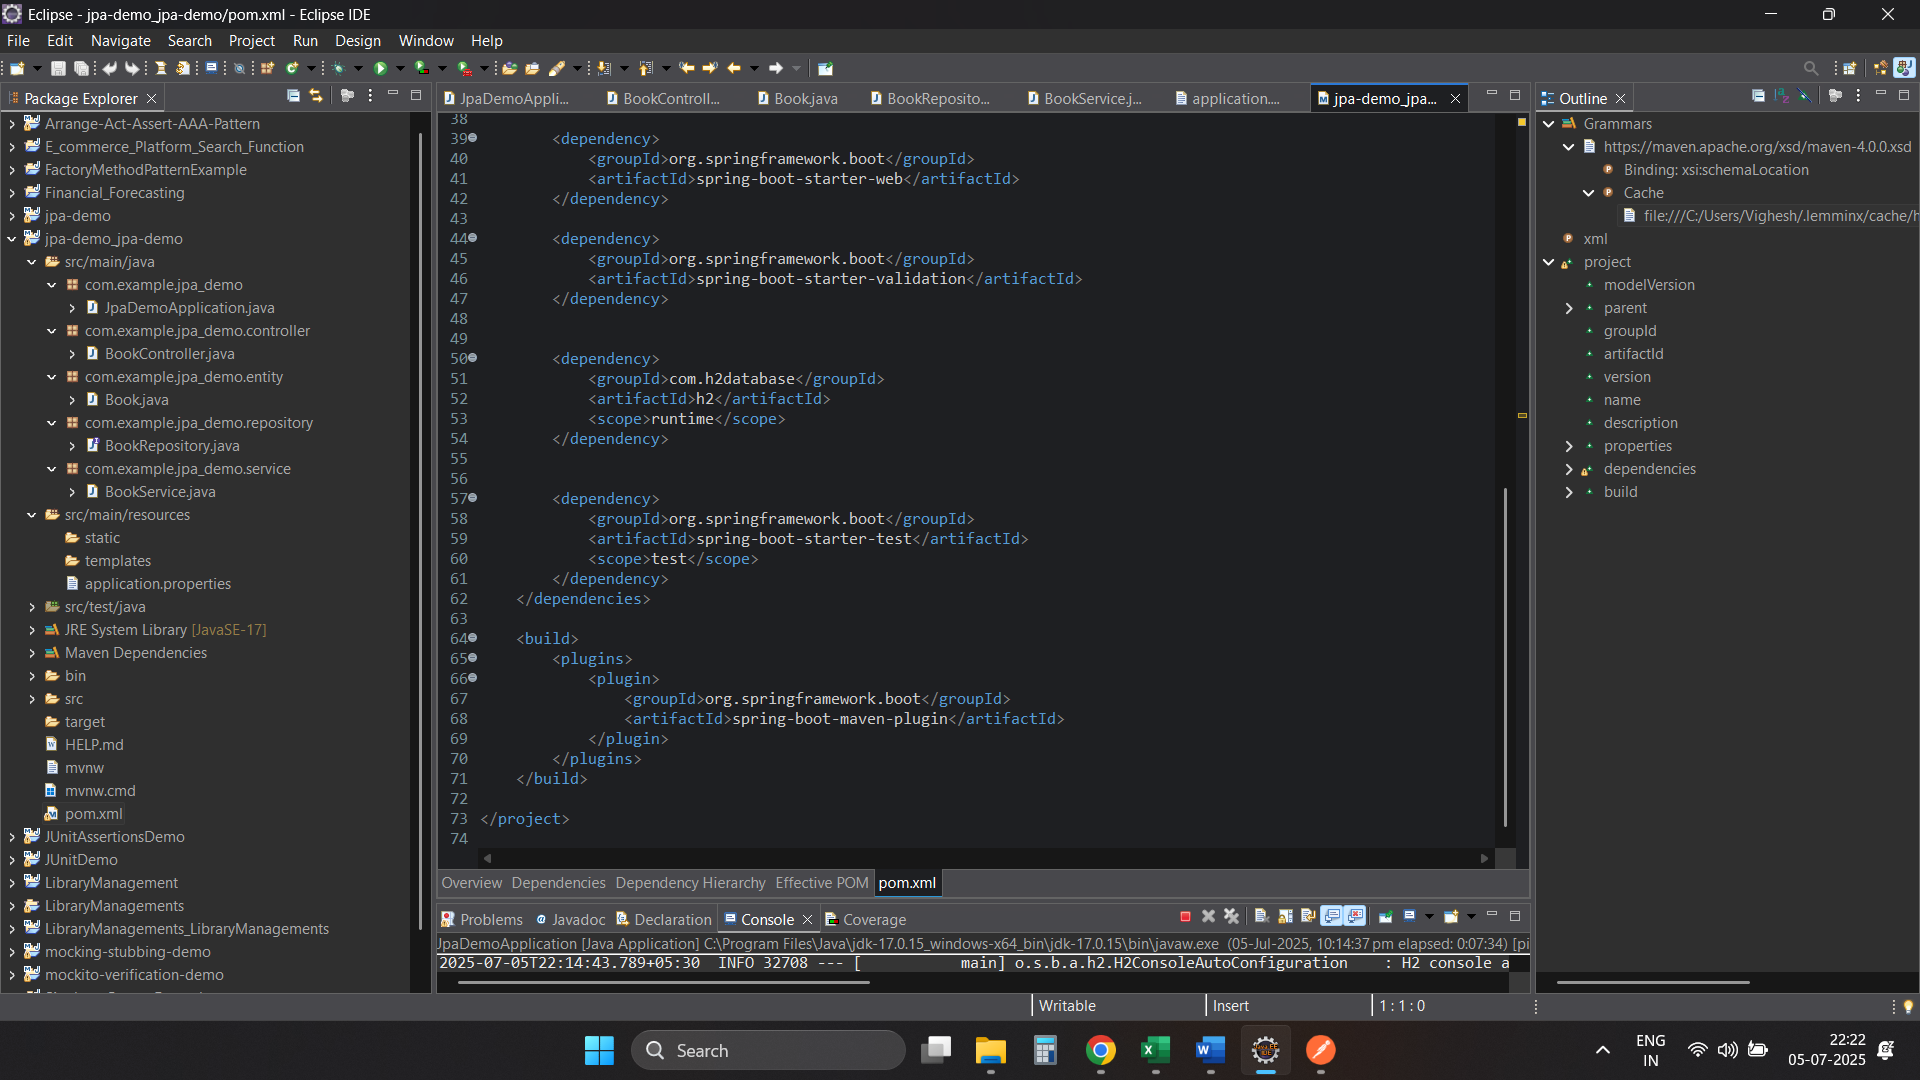 Eclipse - jpa-demo_jpa-demo/pom.xml - Eclipse IDE
File Edit Navigate Search Project Run Design Window Help
Package Explorer
Arrange-Act-Assert-AAA-Pattern
E_commerce_Platform_Search_Function
FactoryMethodPatternExample
Financial_Forecasting
jpa-demo
jpa-demo_jpa-demo
src/main/java
com.example.jpa_demo
JpaDemoApplication.java
com.example.jpa_demo.controller
BookController.java
com.example.jpa_demo.entity
Book.java
com.example.jpa_demo.repository
BookRepository.java
com.example.jpa_demo.service
BookService.java
src/main/resources
static
templates
application.properties
src/test/java
JRE System Library [JavaSE-17]
Maven Dependencies
bin
src
target
HELP.md
mvnw
mvnw.cmd
pom.xml
JUnitAssertionsDemo
JUnitDemo
LibraryManagement
LibraryManagements
LibraryManagements_LibraryManagements
mocking-stubbing-demo
mockito-verification-demo
JpaDemoAppli... BookControll... Book.java BookReposito... BookService.j... application.... jpa-demo_jpa...
38
39 <dependency>
40 <groupId>org.springframework.boot</groupId>
41 <artifactId>spring-boot-starter-web</artifactId>
42 </dependency>
43
44 <dependency>
45 <groupId>org.springframework.boot</groupId>
46 <artifactId>spring-boot-starter-validation</artifactId>
47 </dependency>
48
49
50 <dependency>
51 <groupId>com.h2database</groupId>
52 <artifactId>h2</artifactId>
53 <scope>runtime</scope>
54 </dependency>
55
56
57 <dependency>
58 <groupId>org.springframework.boot</groupId>
59 <artifactId>spring-boot-starter-test</artifactId>
60 <scope>test</scope>
61 </dependency>
62 </dependencies>
63
64 <build>
65 <plugins>
66 <plugin>
67 <groupId>org.springframework.boot</groupId>
68 <artifactId>spring-boot-maven-plugin</artifactId>
69 </plugin>
70 </plugins>
71 </build>
72
73 </project>
74
Overview Dependencies Dependency Hierarchy Effective POM pom.xml
Problems Javadoc Declaration Console Coverage
JpaDemoApplication [Java Application] C:\Program Files\Java\jdk-17.0.15_windows-x64_bin\jdk-17.0.15\bin\javaw.exe (05-Jul-2025, 10:14:37 pm elapsed: 0:07:34) [pi
2025-07-05T22:14:43.789+05:30 INFO 32708 --- [ main] o.s.b.a.h2.H2ConsoleAutoConfiguration : H2 console a
Outline
Grammars
https://maven.apache.org/xsd/maven-4.0.0.xsd
Binding: xsi:schemaLocation
Cache
file:///C:/Users/Vighesh/.lemminx/cache/h
xml
project
modelVersion
parent
groupId
artifactId
version
name
description
properties
dependencies
build
Writable Insert 1 : 1 : 0
Search
ENG
IN
22:22
05-07-2025